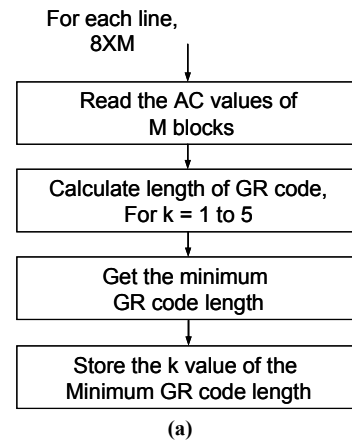 For each line,
8XM
Read the AC values of
M blocks
Calculate length of GR code,
For k = 1 to 5
Get the minimum
GR code length
Store the k value of the
Minimum GR code length
(a)